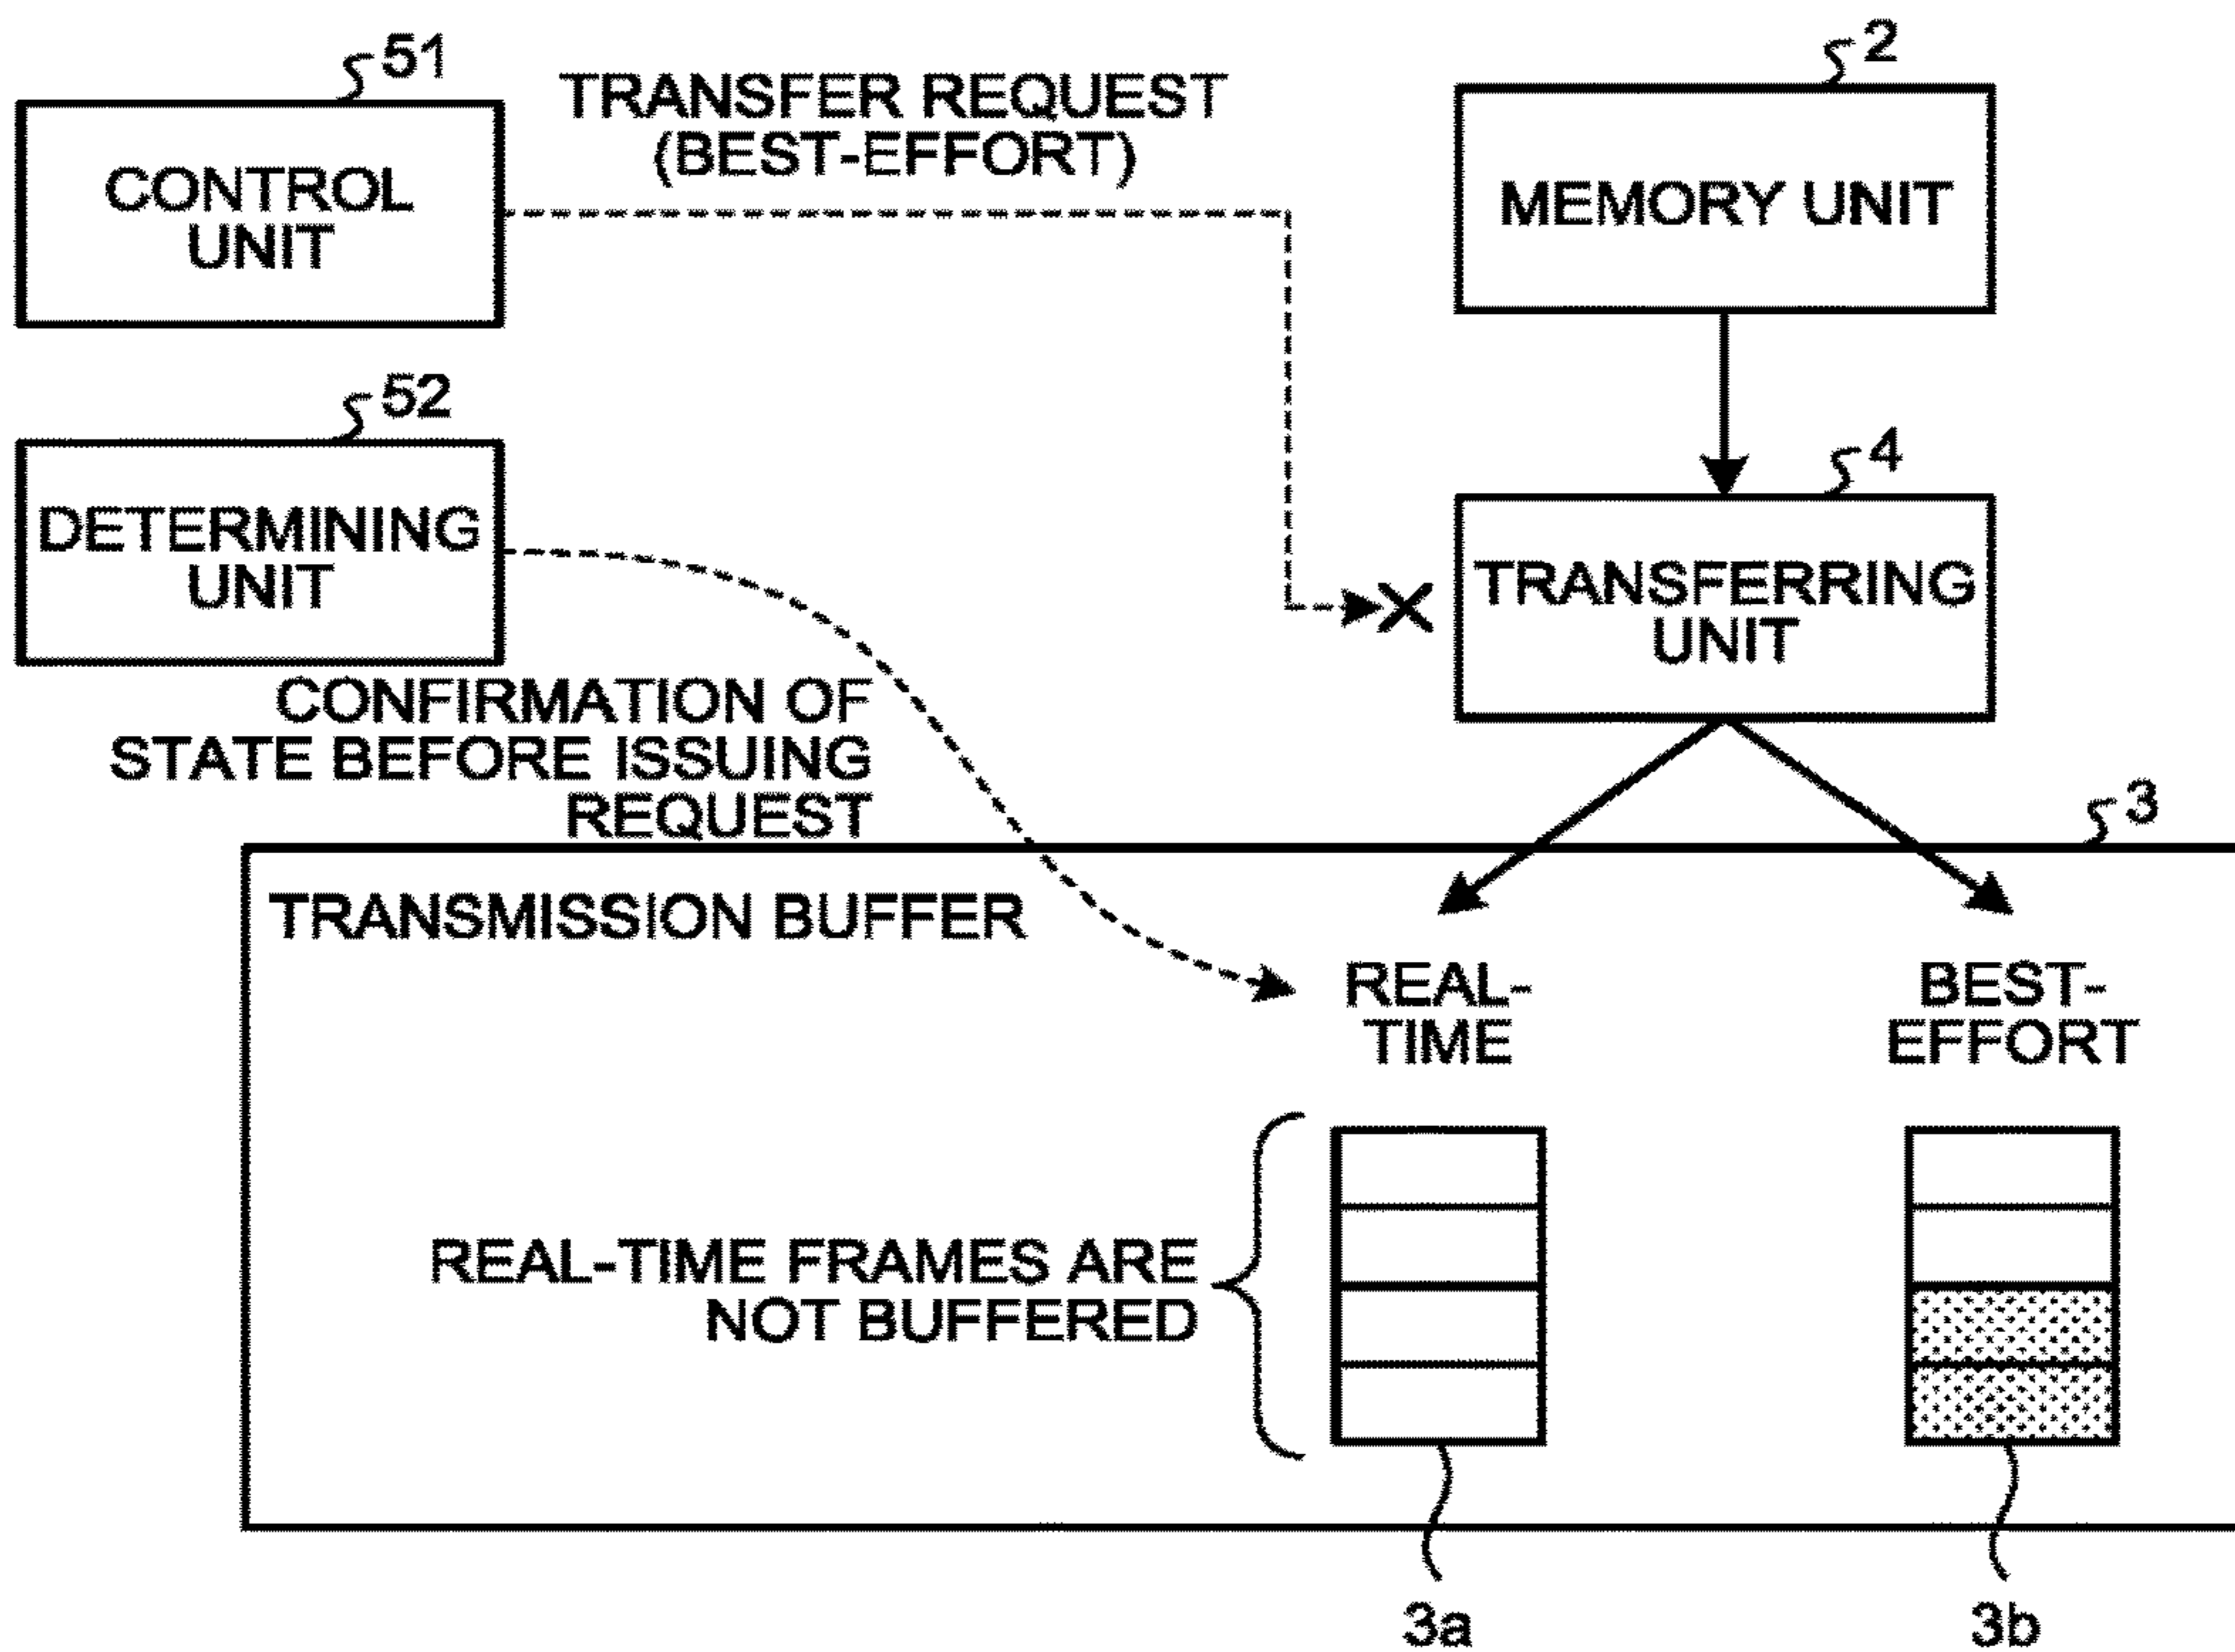 51
CONTROL
UNIT
TRANSFER REQUEST
(BEST-EFFORT)
2
MEMORY UNIT
52
DETERMINING
UNIT
4
TRANSFERRING
UNIT
CONFIRMATION OF
STATE BEFORE ISSUING
REQUEST
3
TRANSMISSION BUFFER
REAL-
TIME
BEST-
EFFORT
REAL-TIME FRAMES ARE
NOT BUFFERED
3a
3b